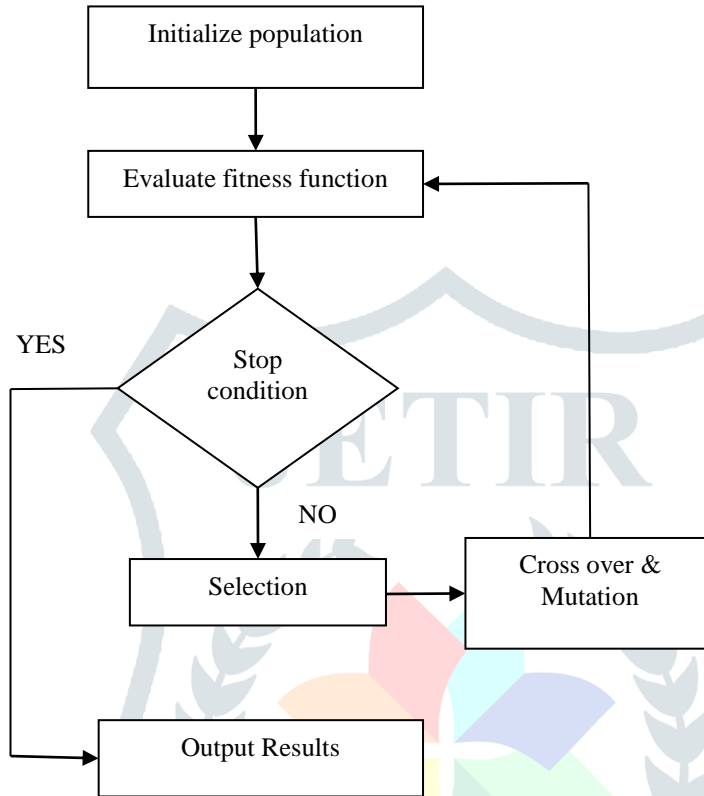 Initialize population
Evaluate fitness function
YES
Stop
condition
JETIR
NO
Selection
Cross over &
Mutation
Output Results